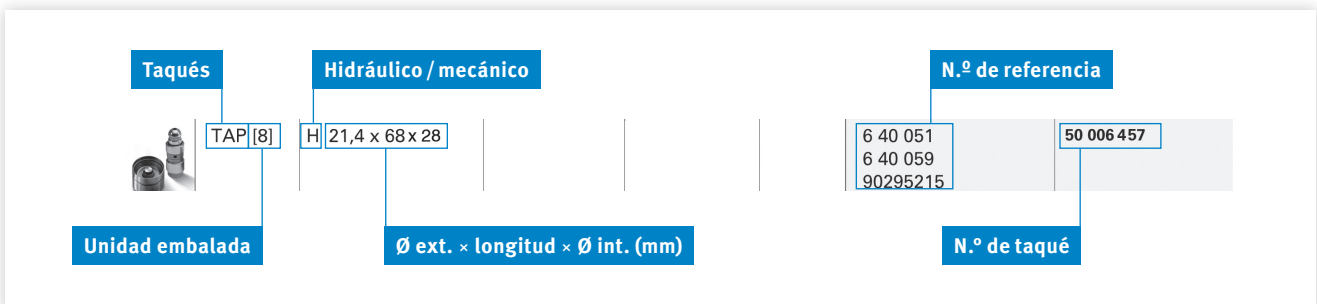 Taqués
Hidráulico / mecánico
N.º de referencia
TAP [8]
H 21,4 x 68 x 28
6 40 051
6 40 059
90295215
50 006 457
Unidad embalada
Ø ext. × longitud × Ø int. (mm)
N.º de taqué